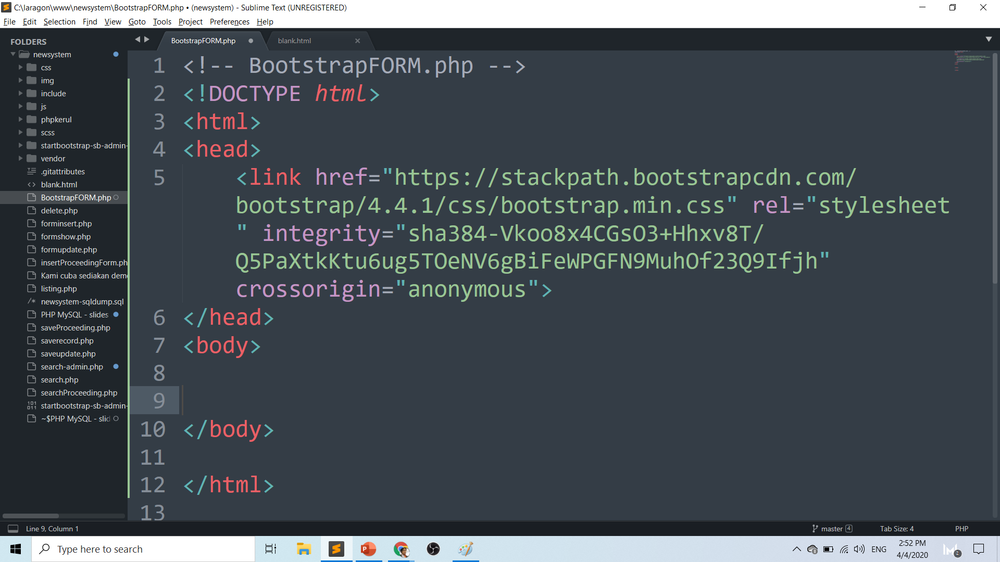 C:\laragon\www\newsystem\BootstrapFORM.php • (newsystem) - Sublime Text (UNREGISTERED)
File Edit Selection Find View Goto Tools Project Preferences Help
FOLDERS
newsystem
css
img
include
js
phpkerul
scss
startbootstrap-sb-admin-
vendor
.gitattributes
blank.html
BootstrapFORM.php
delete.php
forminsert.php
formshow.php
formupdate.php
insertProceedingForm.ph
Kami cuba sediakan dem
listing.php
newsystem-sqldump.sql
PHP MySQL - slides
saveProceeding.php
saverecord.php
saveupdate.php
search-admin.php
search.php
searchProceeding.php
startbootstrap-sb-admin-
~$PHP MySQL - slid
BootstrapFORM.php blank.html
1 <!-- BootstrapFORM.php -->
2 <!DOCTYPE html>
3 <html>
4 <head>
5 <link href="https://stackpath.bootstrapcdn.com/
bootstrap/4.4.1/css/bootstrap.min.css" rel="stylesheet
" integrity="sha384-Vkoo8x4CGsO3+Hhxv8T/
Q5PaXtkKtu6ug5TOeNV6gBiFeWPGFN9MuhOf23Q9Ifjh"
crossorigin="anonymous">
6 </head>
7 <body>
8
9
10 </body>
11
12 </html>
13
Line 9, Column 1 master 4 Tab Size: 4 PHP
Type here to search
ENG
2:52 PM
4/4/2020
2